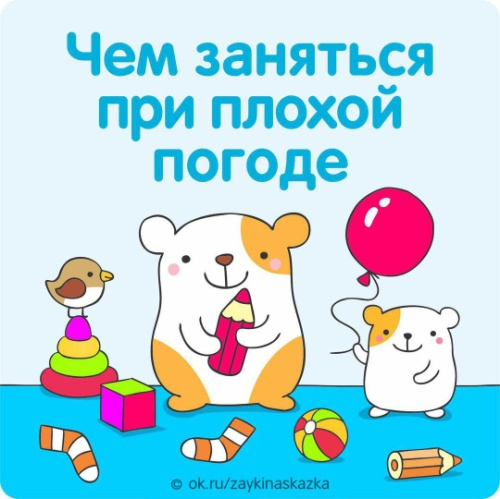 Чем заняться
при плохой
погоде
© ok.ru/zaykinaskazka